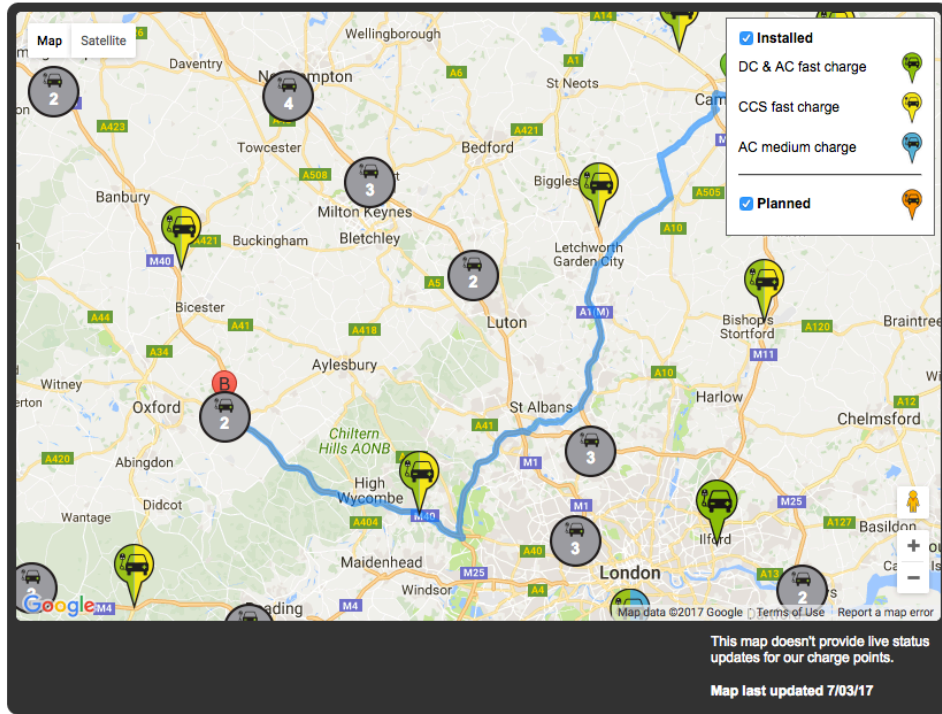 Map
Satellite
Installed
DC & AC fast charge
CCS fast charge
AC medium charge
Planned
Wellingborough
A14
Daventry
A6
A1
St Neots
2
4
A423
A421
Towcester
Bedford
A508
3
Biggles
A505
Banbury
Milton Keynes
A421
Buckingham
Bletchley
A10
M40
Letchworth
Garden City
2
A5
Bicester
A1(M)
Bishop's
Stortford
A44
A41
A418
Luton
A120
Braintree
M11
A34
Aylesbury
Witney
B
A10
Oxford
2
St Albans
Harlow
A12
A41
Chelmsford
Chiltern
Hills AONB
A420
Abingdon
M1
3
High
Wycombe
M25
Didcot
M1
Wantage
A404
M40
3
Ilford
A127
Basildon
A40
Maidenhead
M25
London
A13
Windsor
A4
2
Google
M4
M4
Map data ©2017 Google
Terms of Use
Report a map error
This map doesn't provide live status
updates for our charge points.
Map last updated 7/03/17